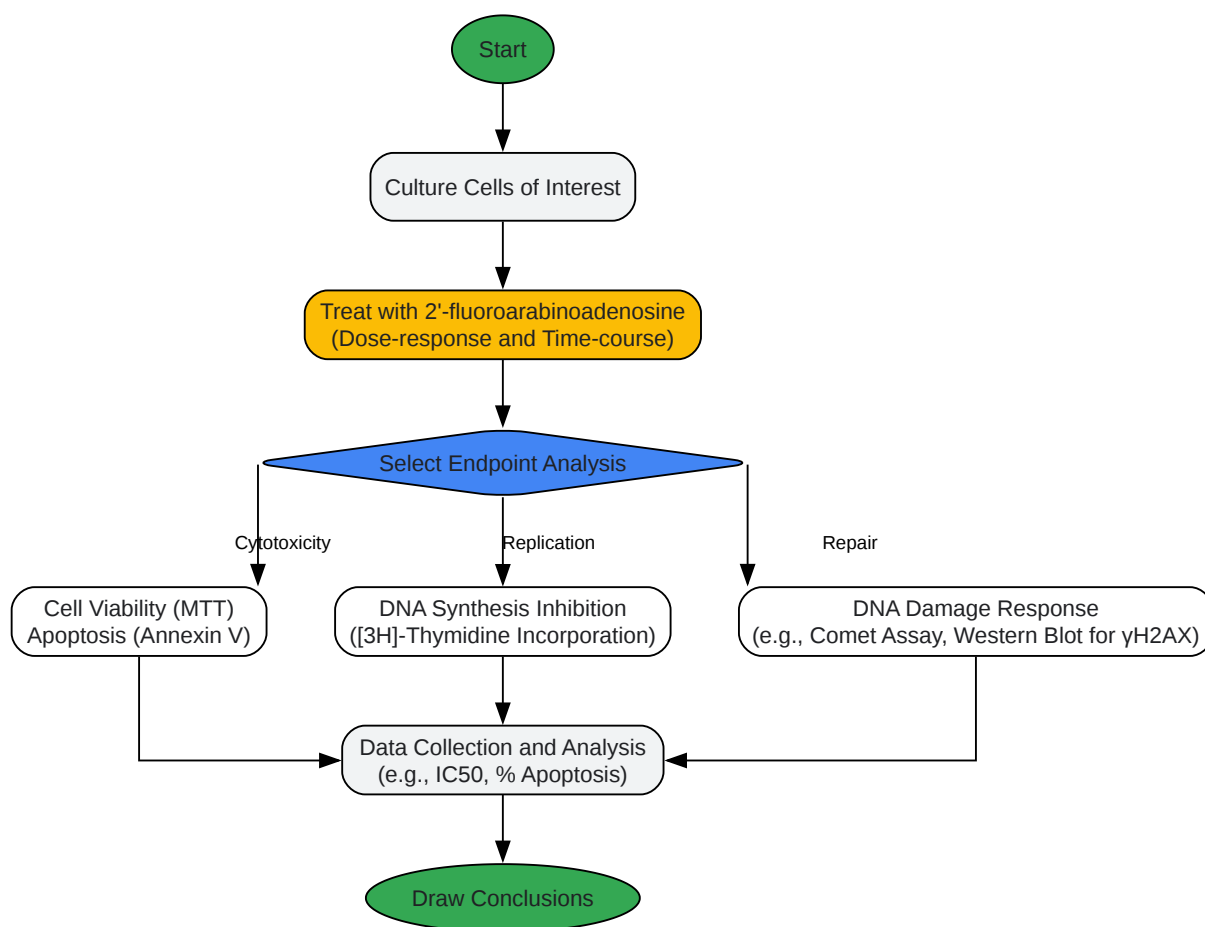 Start
Culture Cells of Interest
Treat with 2'-fluoroarabinoadenosine
(Dose-response and Time-course)
Select Endpoint Analysis
Cytotoxicity
Replication
Repair
Cell Viability (MTT)
Apoptosis (Annexin V)
DNA Synthesis Inhibition
([3H]-Thymidine Incorporation)
DNA Damage Response
(e.g., Comet Assay, Western Blot for γH2AX)
Data Collection and Analysis
(e.g., IC50, % Apoptosis)
Draw Conclusions